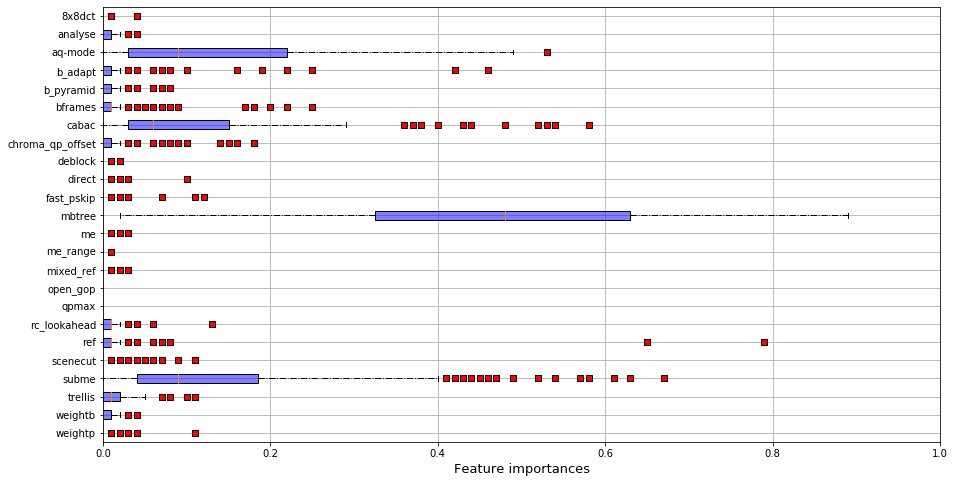 8x8dct
analyse
aq-mode
b_adapt
b_pyramid
bframes
cabac
chroma_qp_offset
deblock
direct
fast_pskip
mbtree
me
me_range
mixed_ref
open_gop
qpmax
rc_lookahead
ref
scenecut
subme
trellis
weightb
weightp
0.0 0.2 0.4 0.6 0.8 1.0
Feature importances